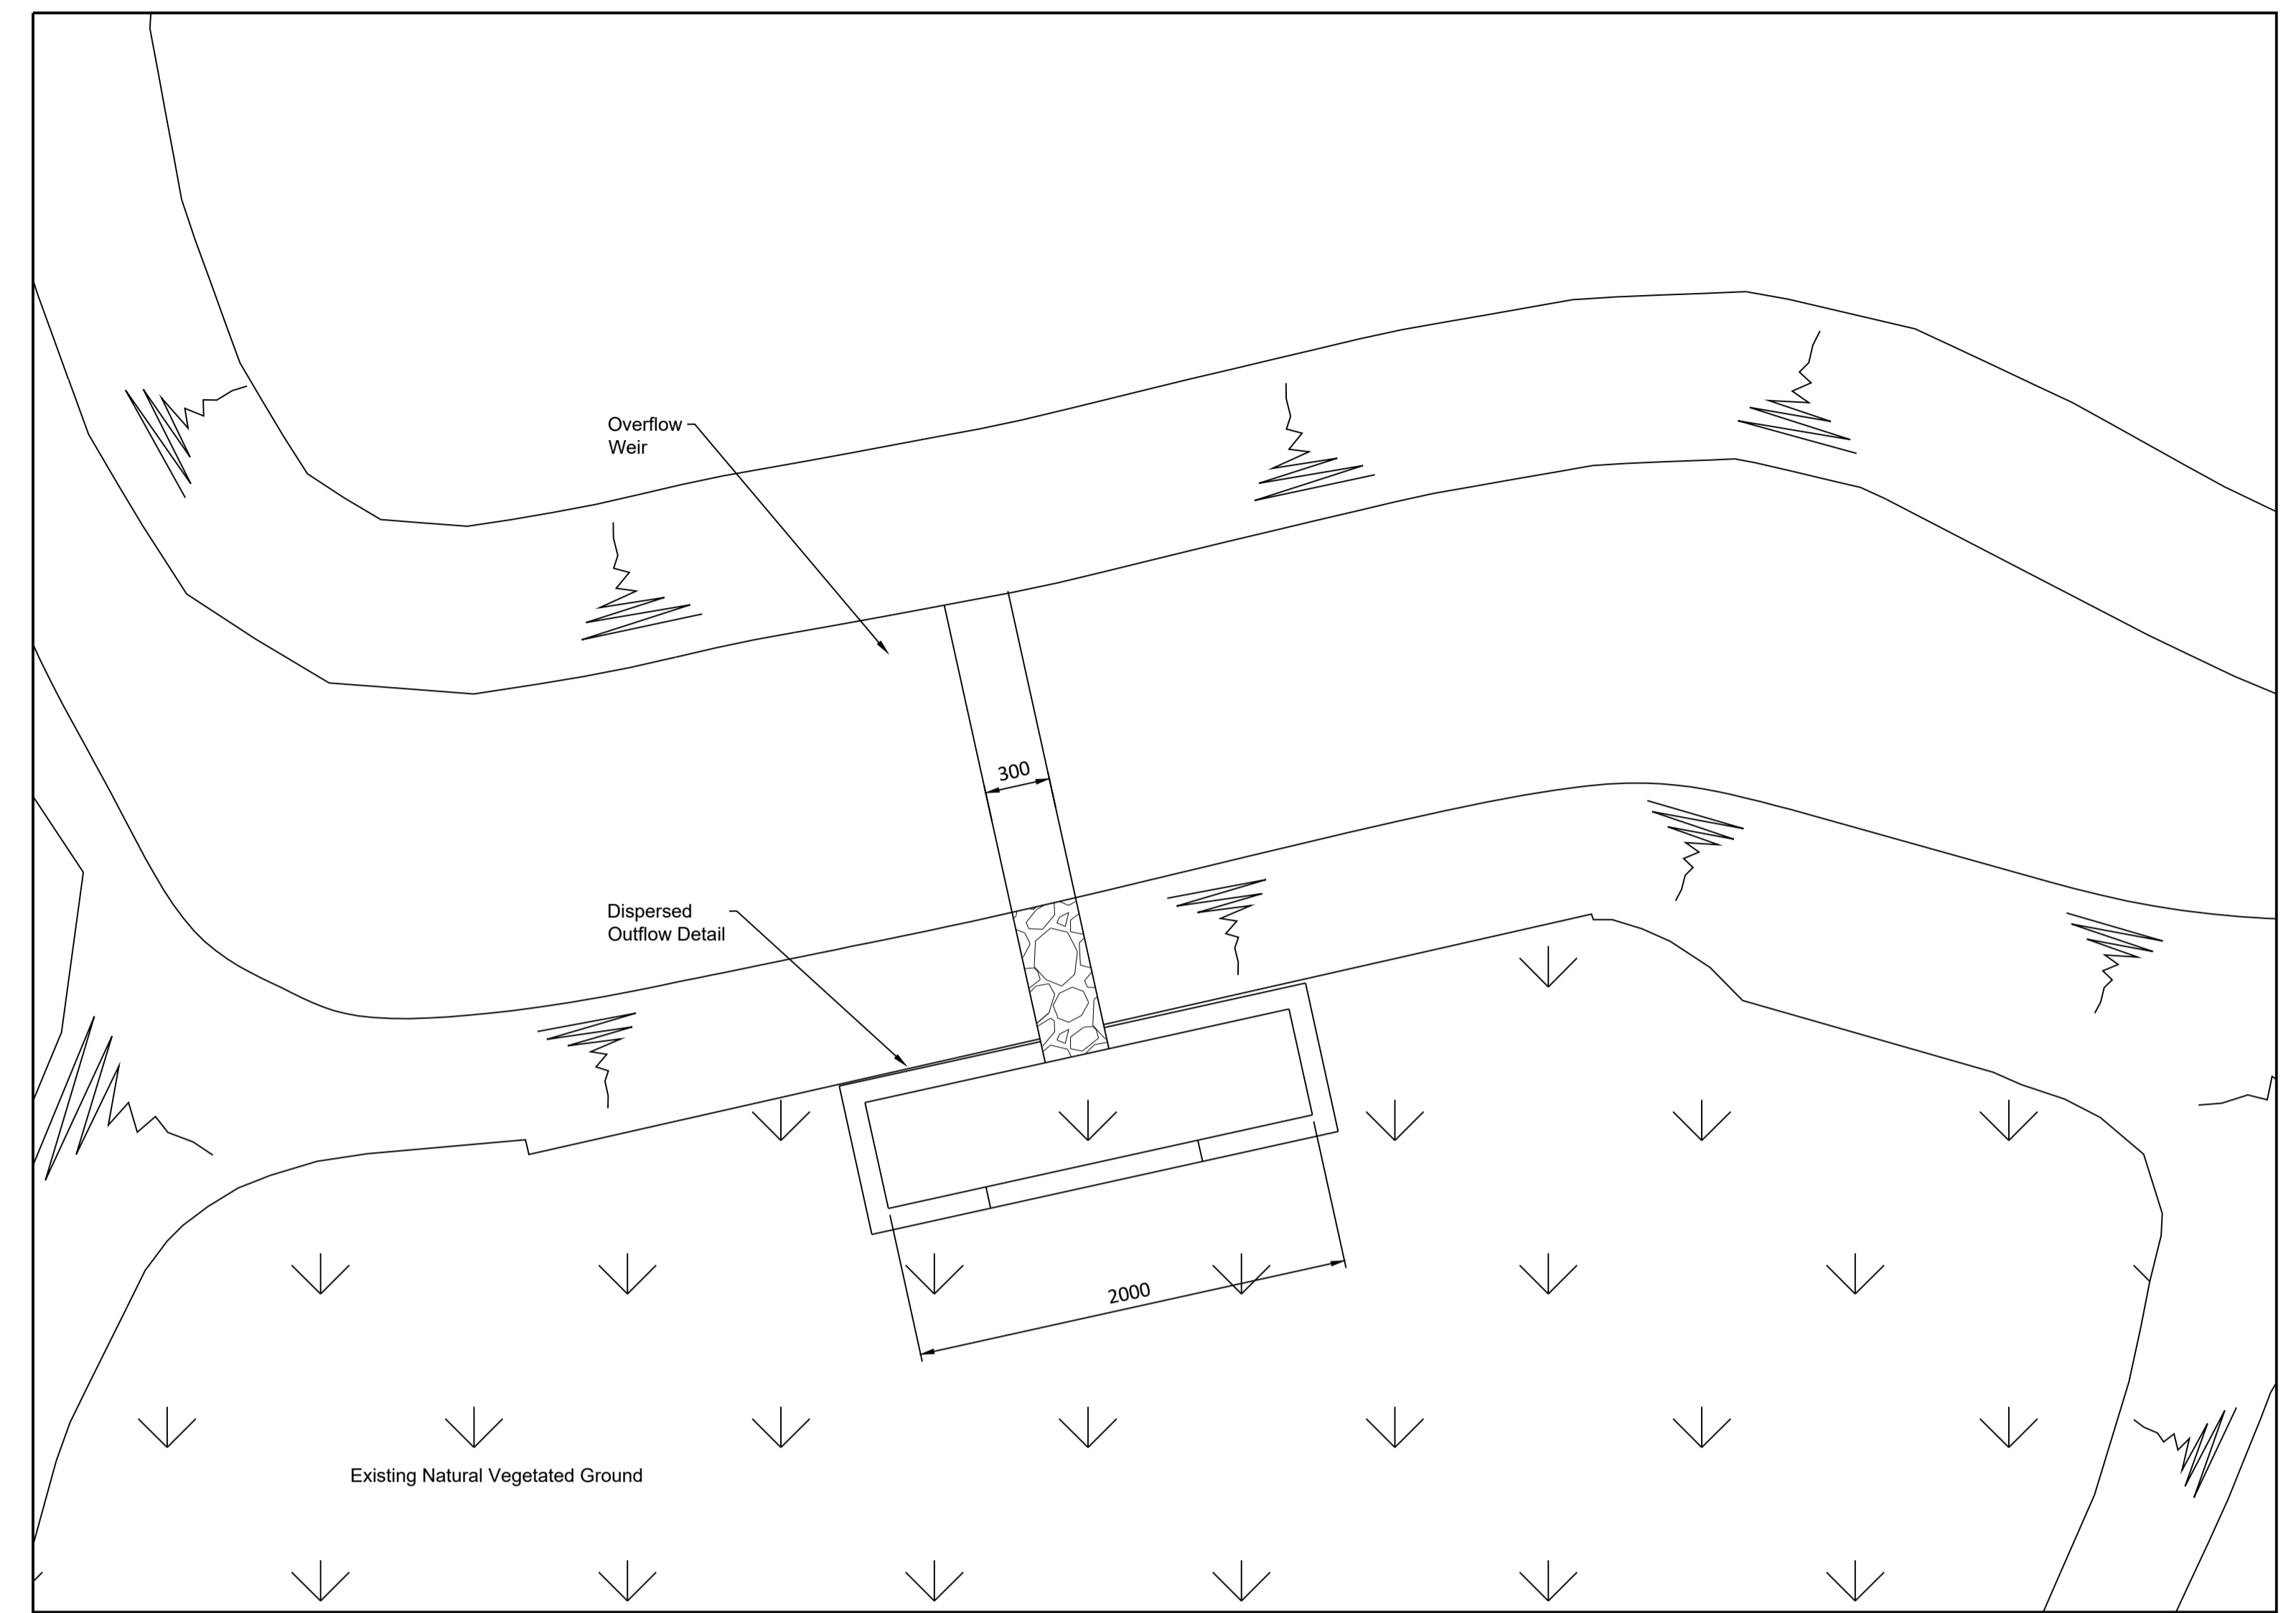 Overflow
Weir
300
Dispersed
Outflow Detail
2000
Existing Natural Vegetated Ground